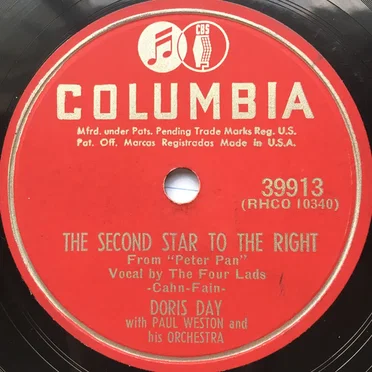 CBS
COLUMBIA
Mfrd. under Pats. Pending Trade Marks Reg. U.S.
Pat. Off. Marcas Registradas Made In U.S.A.
39913
(RHCO 10340)
THE SECOND STAR TO THE RIGHT
From "Peter Pan"
Vocal by The Four Lads
-Cahn-Fain-
DORIS DAY
with PAUL WESTON and
his ORCHESTRA